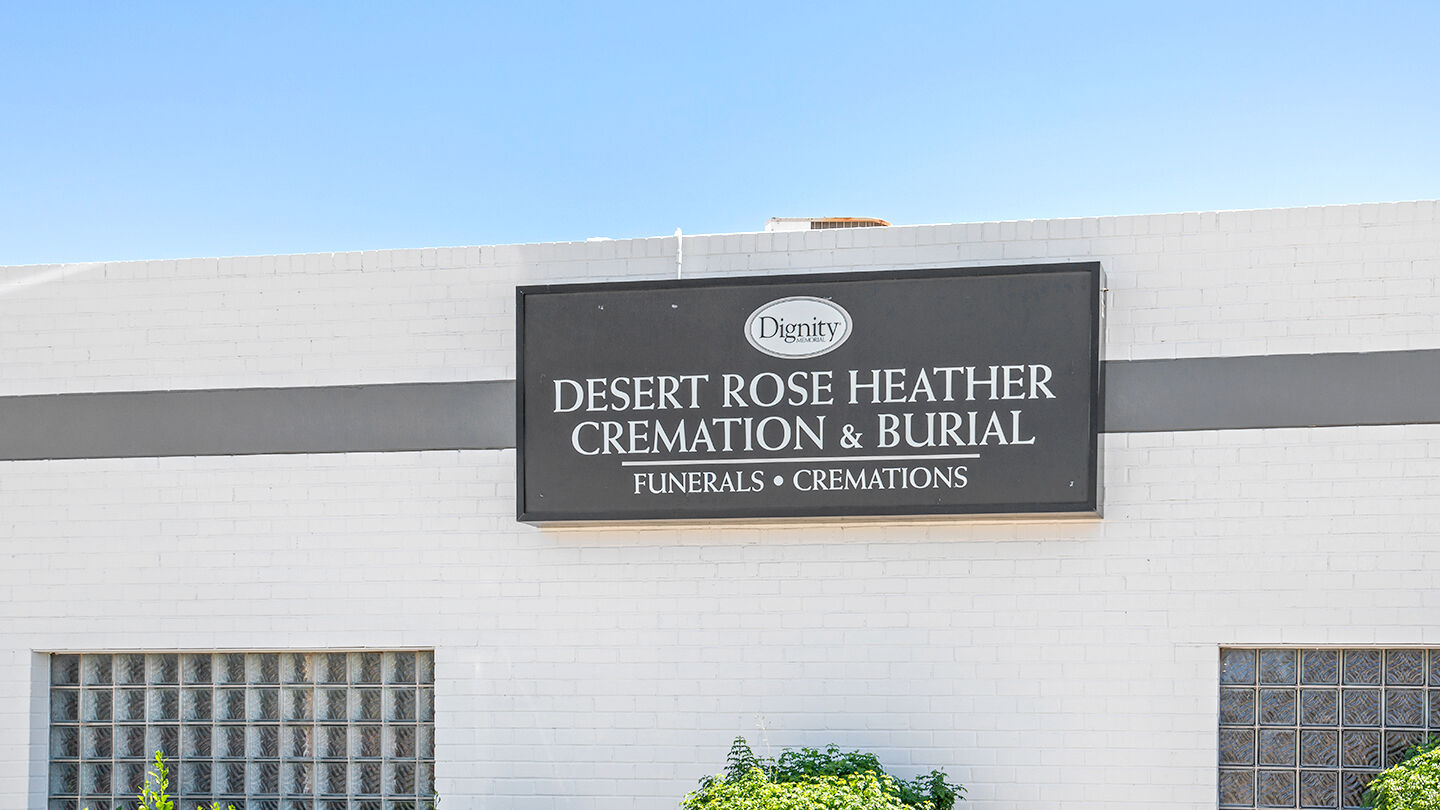 Dignity
MEMORIAL
DESERT ROSE HEATHER
CREMATION & BURIAL
FUNERALS • CREMATIONS